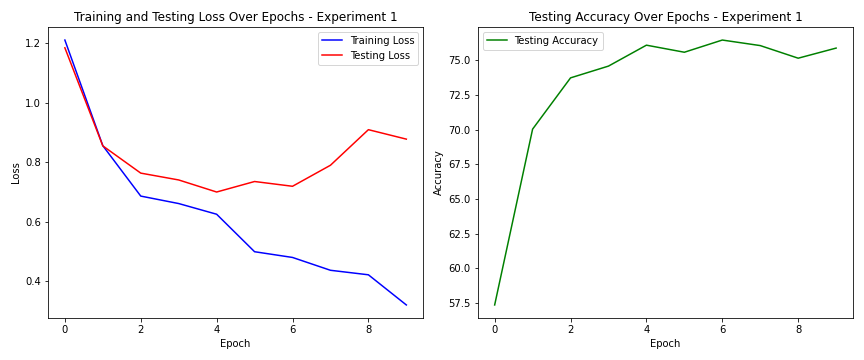 Training and Testing Loss Over Epochs - Experiment 1
Training Loss
Testing Loss
1.2
1.0
0.8
0.6
0.4
Loss
0 2 4 6 8
Epoch
Testing Accuracy Over Epochs - Experiment 1
Testing Accuracy
75.0
72.5
70.0
67.5
65.0
62.5
60.0
57.5
Accuracy
0 2 4 6 8
Epoch